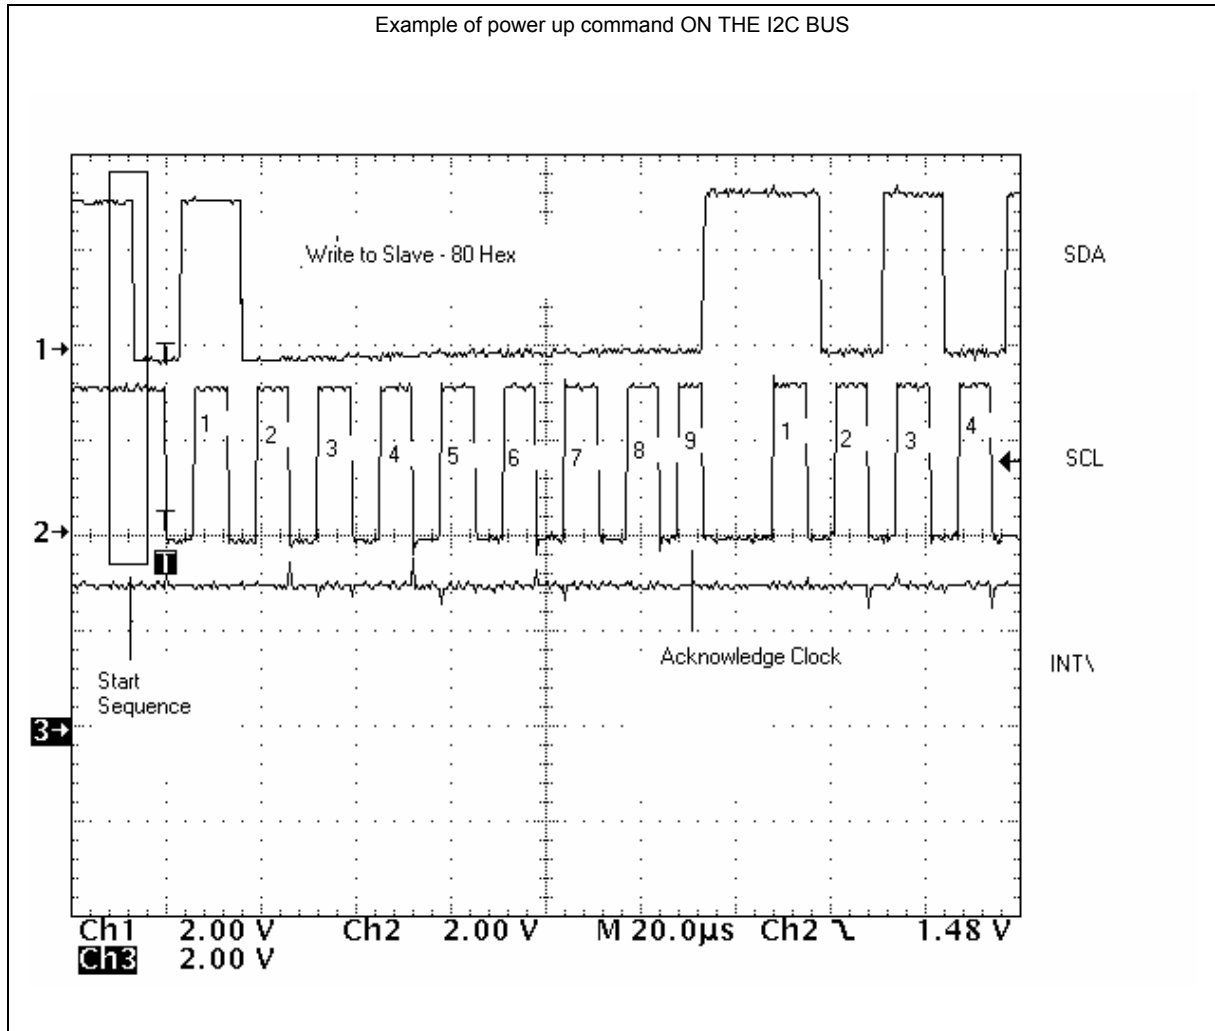 Example of power up command ON THE I2C BUS
Write to Slave - 80 Hex
SDA
1→
T
1 2 3 4 5 6 7 8 9 1 2 3 4
SCL
2→
T
T
Start
Sequence
Acknowledge Clock
INT\
3→
Ch1 2.00 V Ch2 2.00 V M 20.0µs Ch2 1.48 V
Ch3 2.00 V